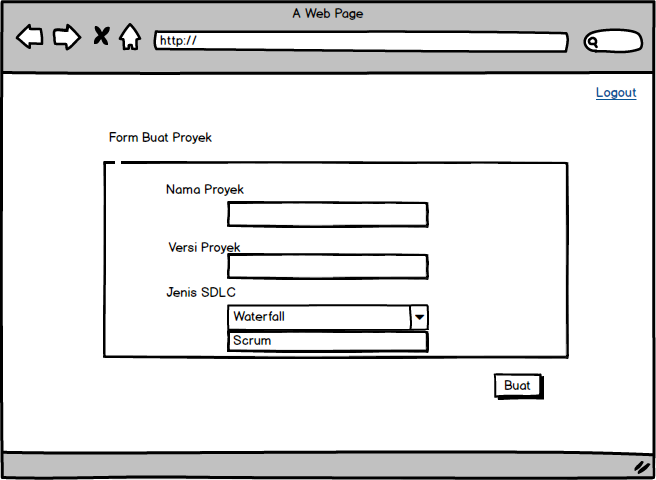 A Web Page
http://
Logout
Form Buat Proyek
Nama Proyek
Versi Proyek
Jenis SDLC
Waterfall
Scrum
Buat